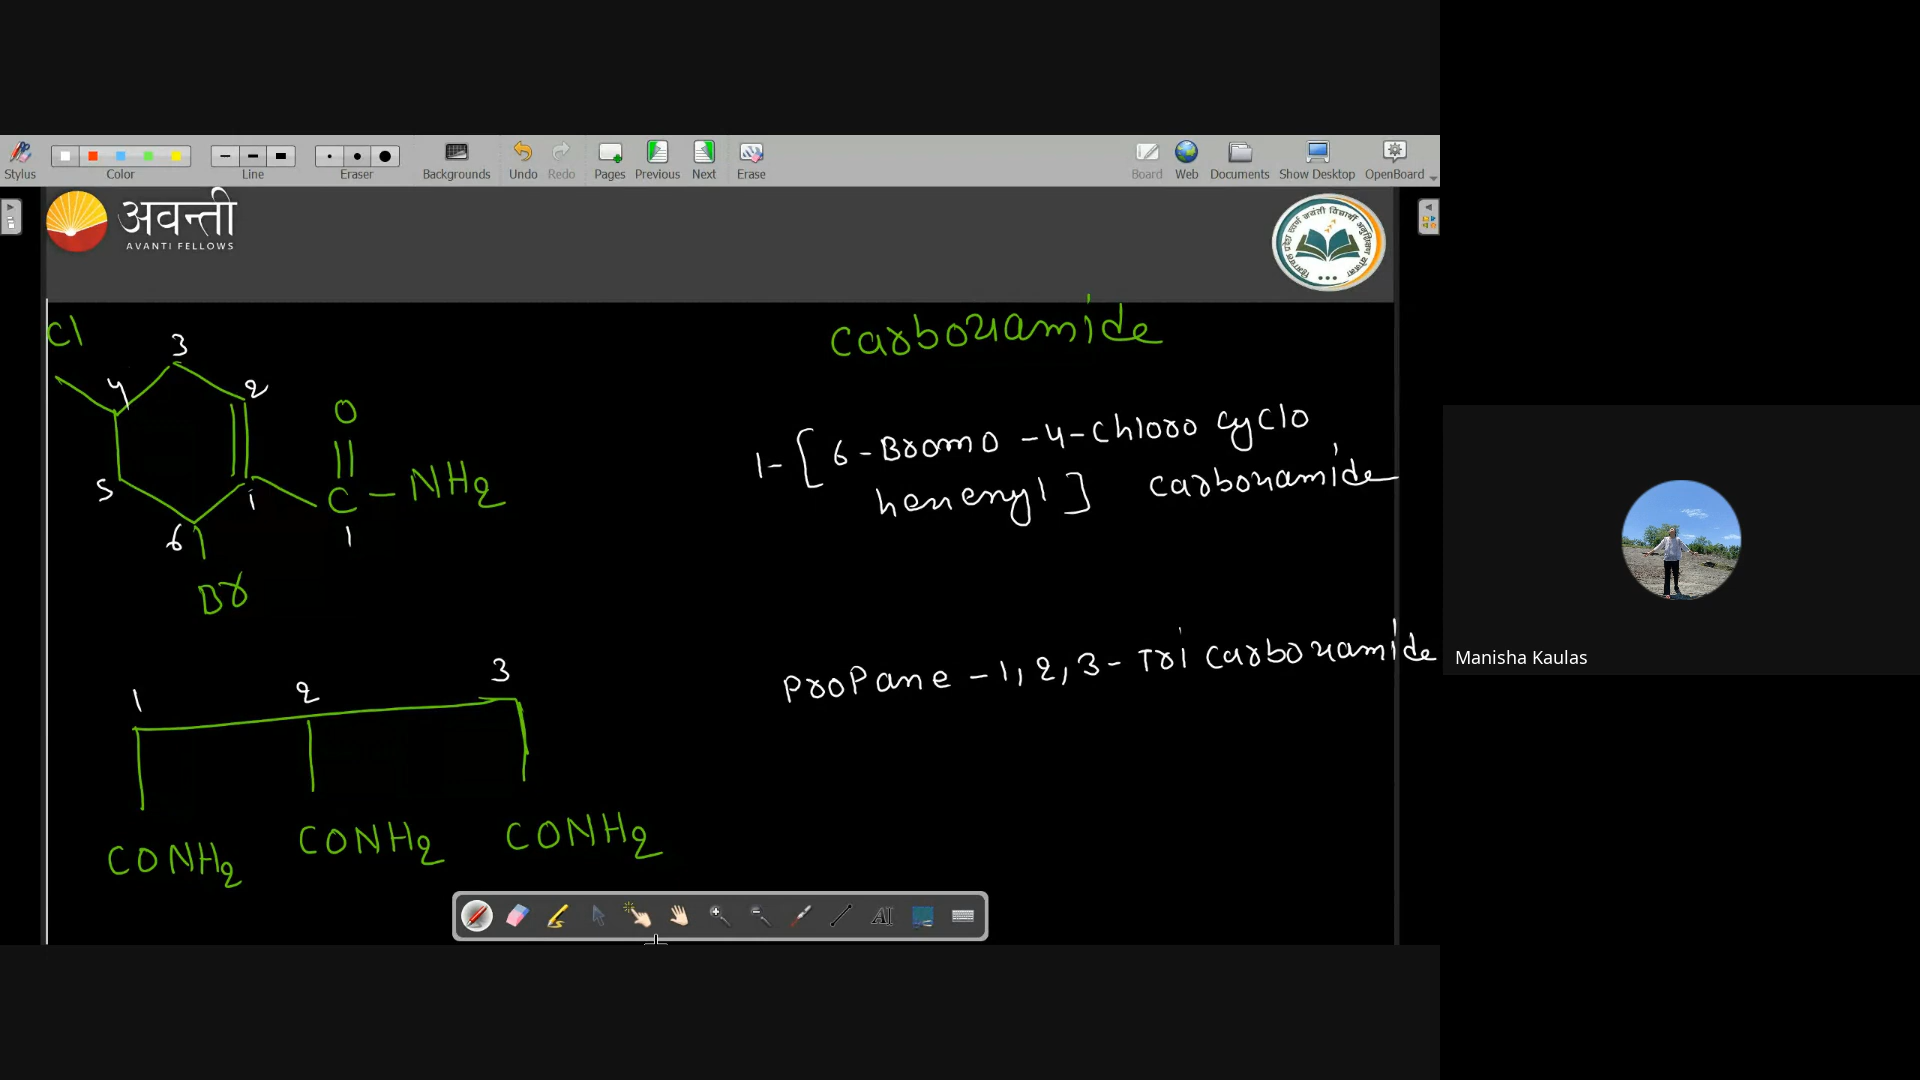 Stylus Color Line Eraser Backgrounds Undo Redo Pages Previous Next Erase Board Web Documents Show Desktop OpenBoard
अवन्ती
AVANTI FELLOWS
Carboxamide
Cl
3
4
2
O
5
1
C - NH2
6
1
Br
1-[6-Bromo-4-Chloro cyclo
hexenyl] carboxamide
1 2 3
CONH2 CONH2 CONH2
Propane-1,2,3-Tri carboxamide
Manisha Kaulas